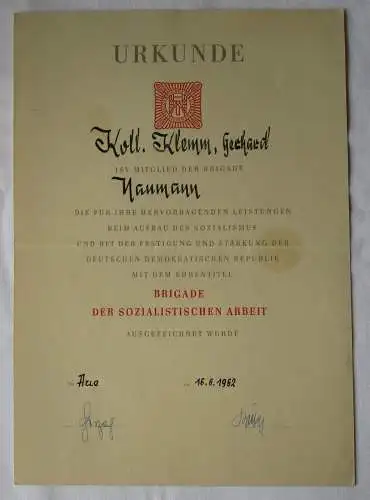 URKUNDE
Koll. Klemm, Gerhard
IST MITGLIED DER BRIGADE
Naumann
DIE FÜR IHRE HERVORRAGENDEN LEISTUNGEN
BEIM AUFBAU DES SOZIALISMUS
UND BEI DER FESTIGUNG UND STÄRKUNG DER
DEUTSCHEN DEMOKRATISCHEN REPUBLIK
MIT DEM EHRENTITEL
BRIGADE
DER SOZIALISTISCHEN ARBEIT
AUSGEZEICHNET WURDE
Aue 16.6.1962